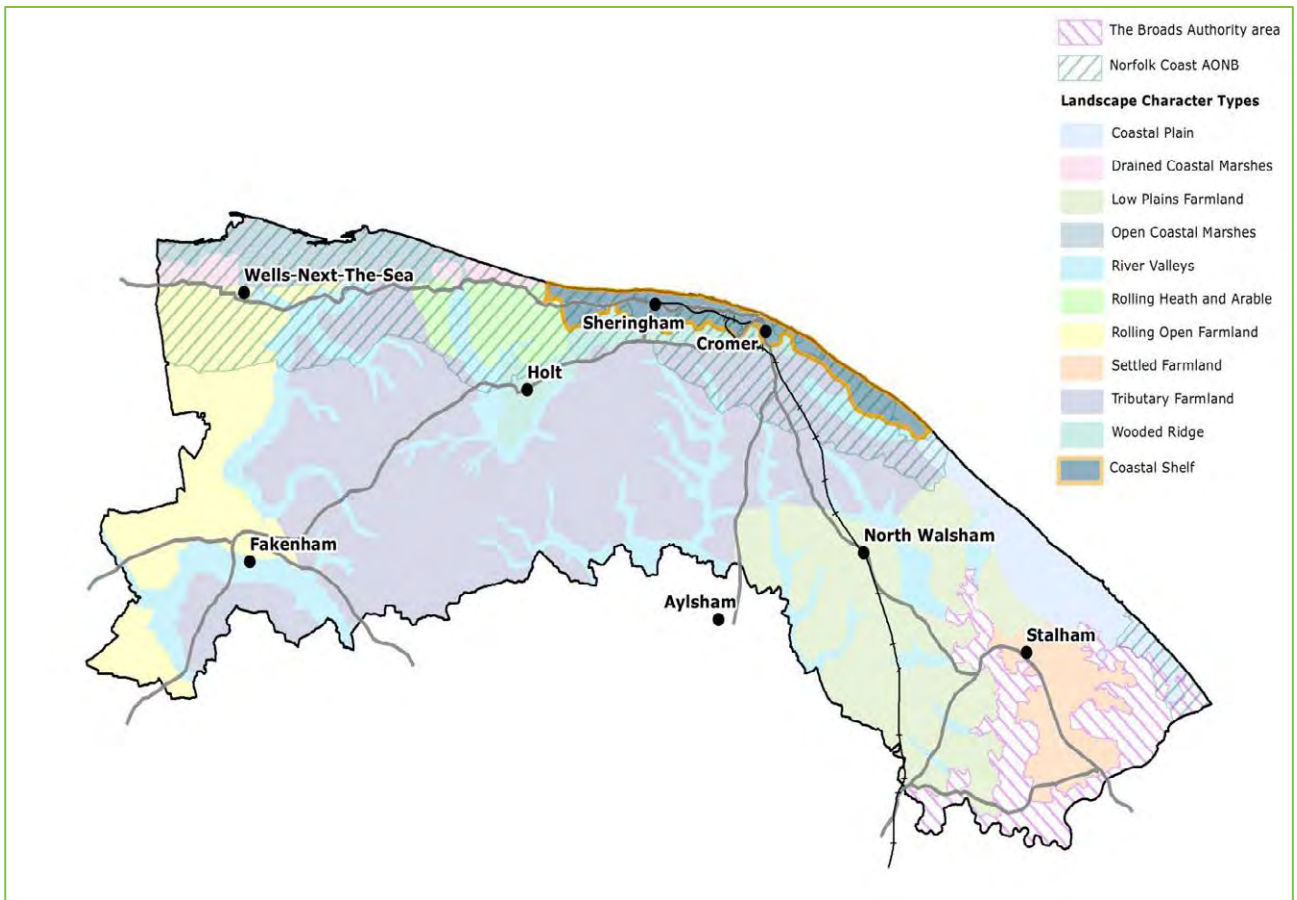 The Broads Authority area
Norfolk Coast AONB
Landscape Character Types
Coastal Plain
Drained Coastal Marshes
Low Plains Farmland
Open Coastal Marshes
River Valleys
Rolling Heath and Arable
Rolling Open Farmland
Settled Farmland
Tributary Farmland
Wooded Ridge
Coastal Shelf
Wells-Next-The-Sea
Sheringham
Cromer
Holt
Fakenham
North Walsham
Aylsham
Stalham